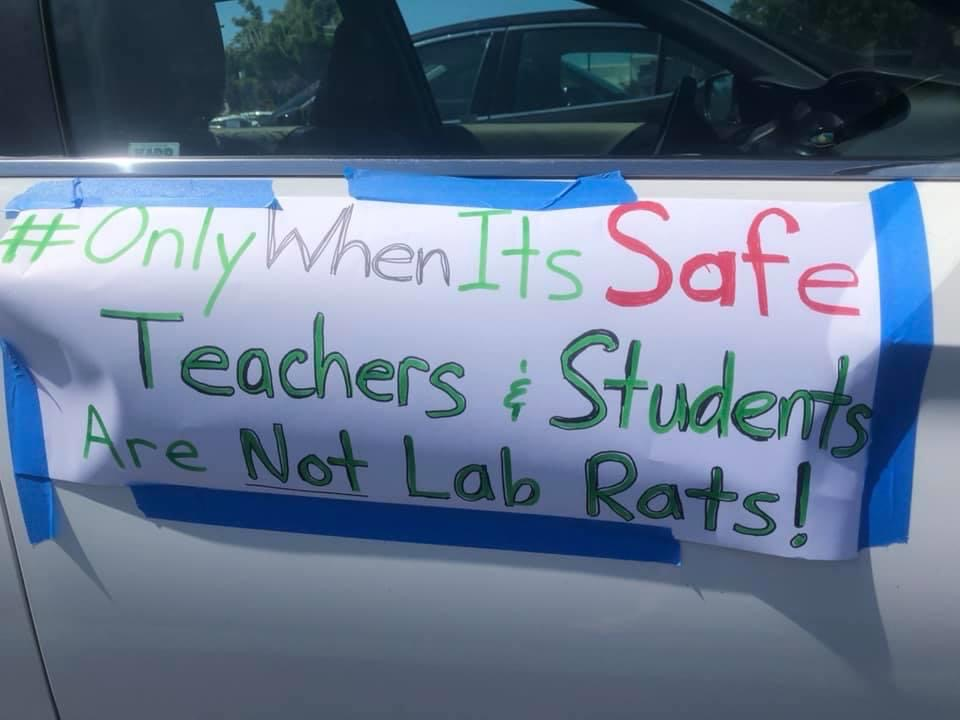 #OnlyWhenItsSafe
Teachers & Students
Are Not Lab Rats!